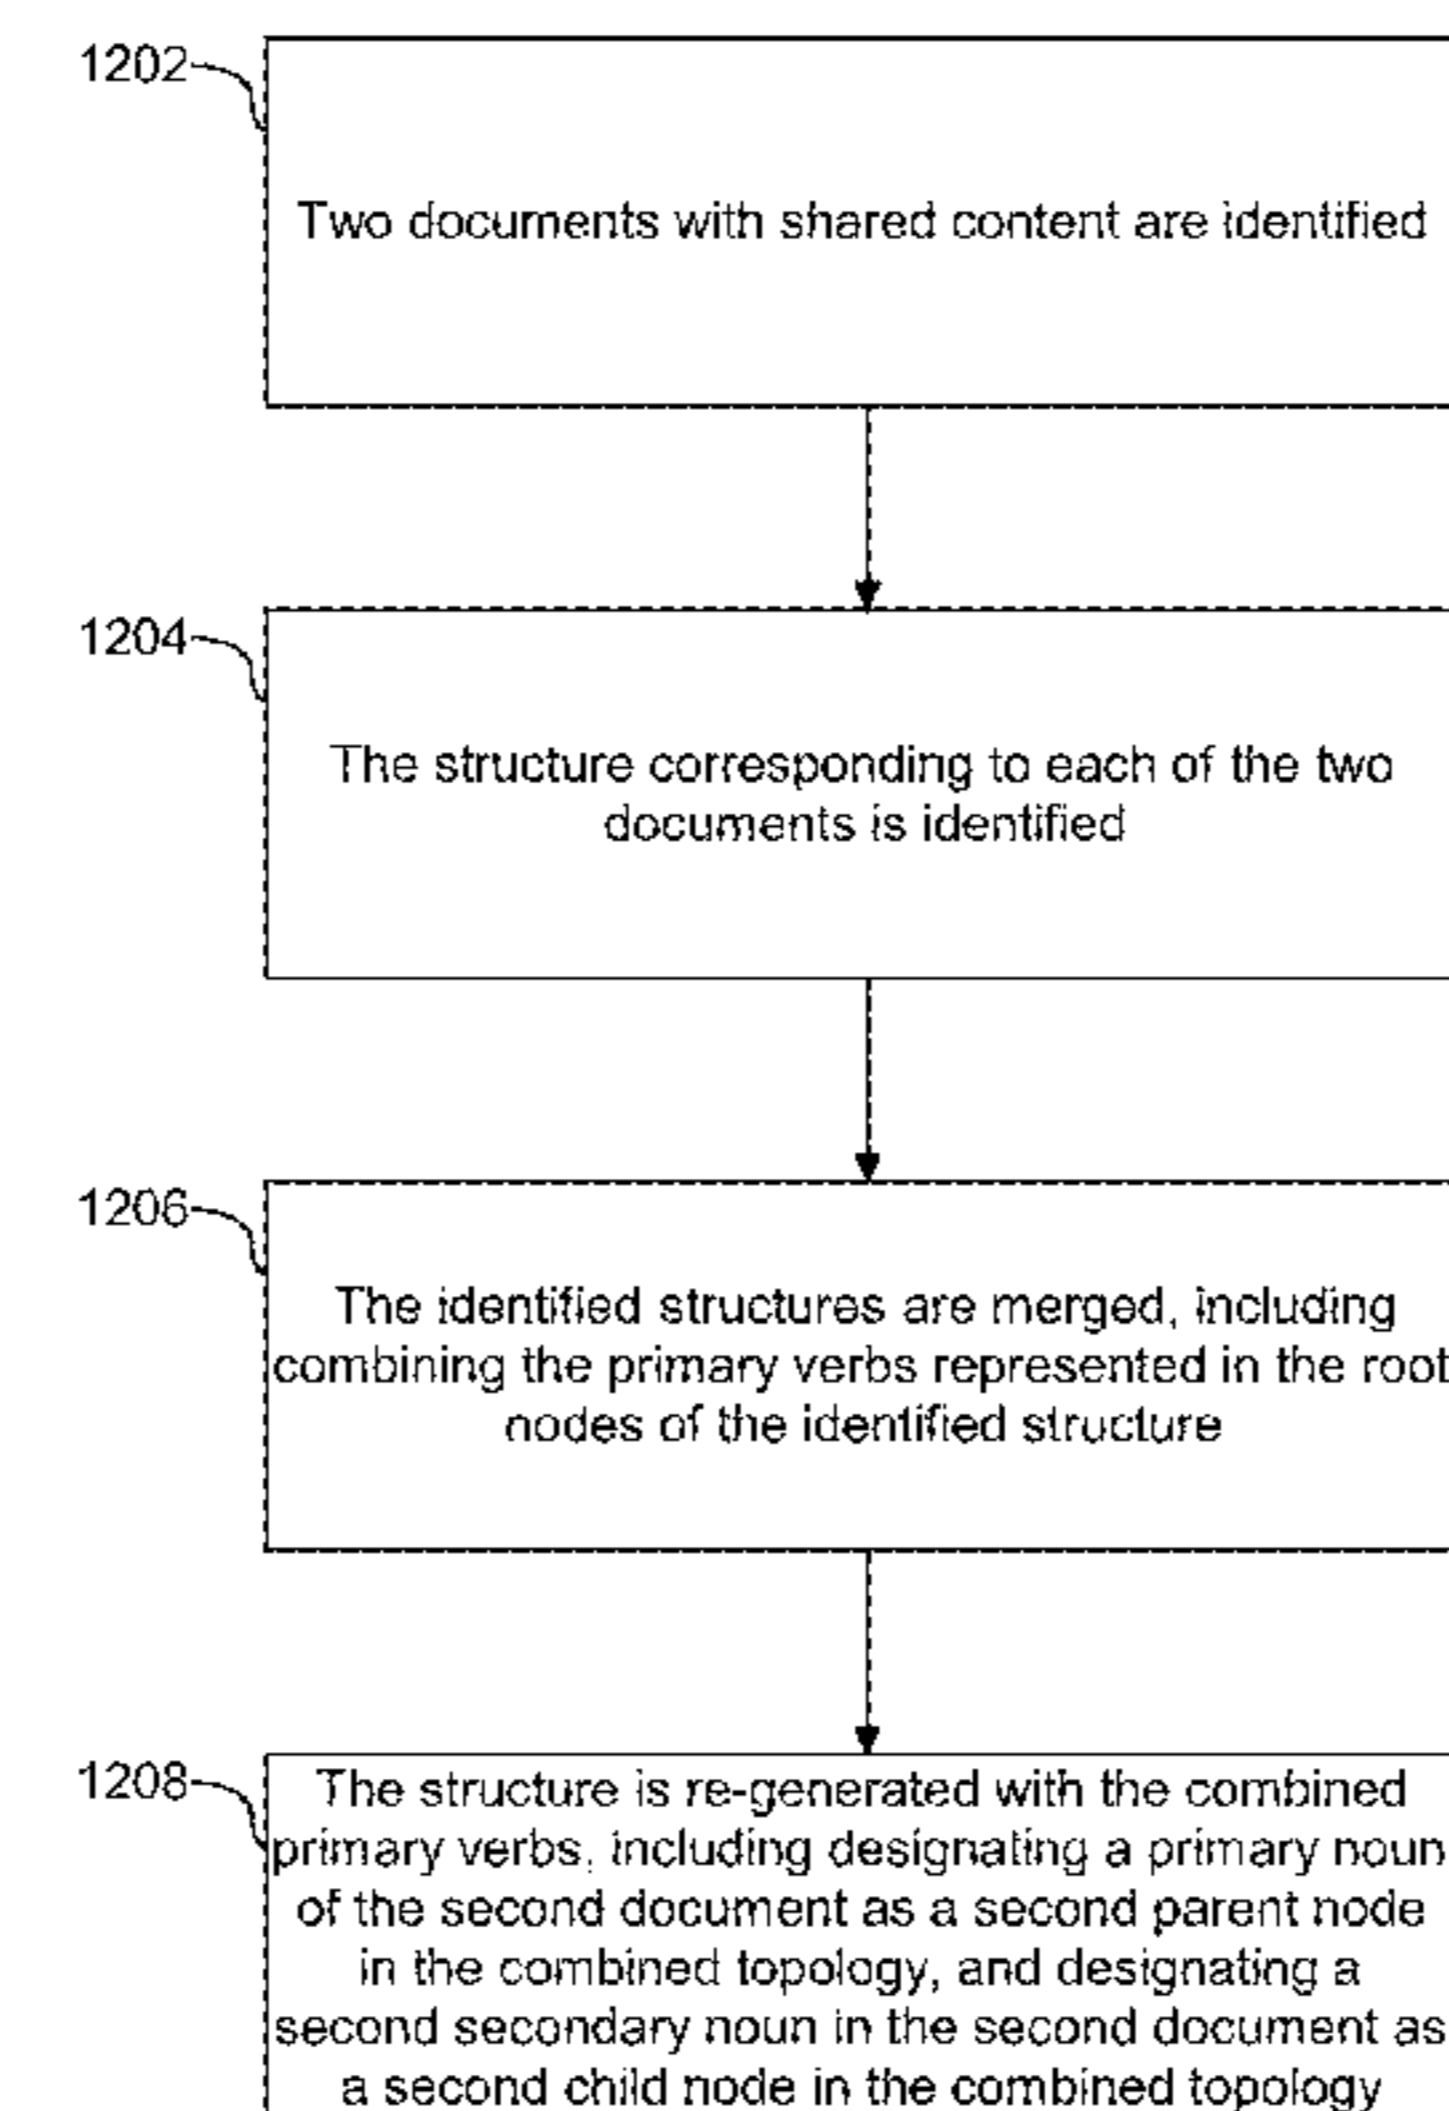 1202
Two documents with shared content are identified
1204
The structure corresponding to each of the two
documents is identified
1206
The identified structures are merged, including
combining the primary verbs represented in the root
nodes of the identified structure
1208
The structure is re-generated with the combined
primary verbs, including designating a primary noun
of the second document as a second parent node
in the combined topology, and designating a
second secondary noun in the second document as
a second child node in the combined topology